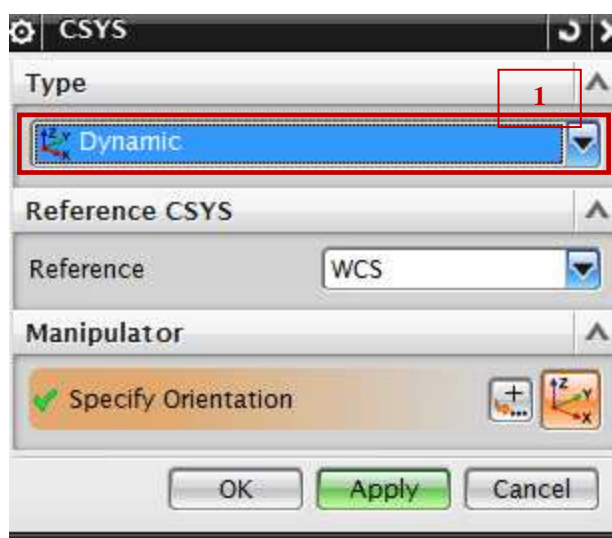 CSYS
Type
1
Dynamic
Reference CSYS
Reference WCS
Manipulator
Specify Orientation
OK Apply Cancel